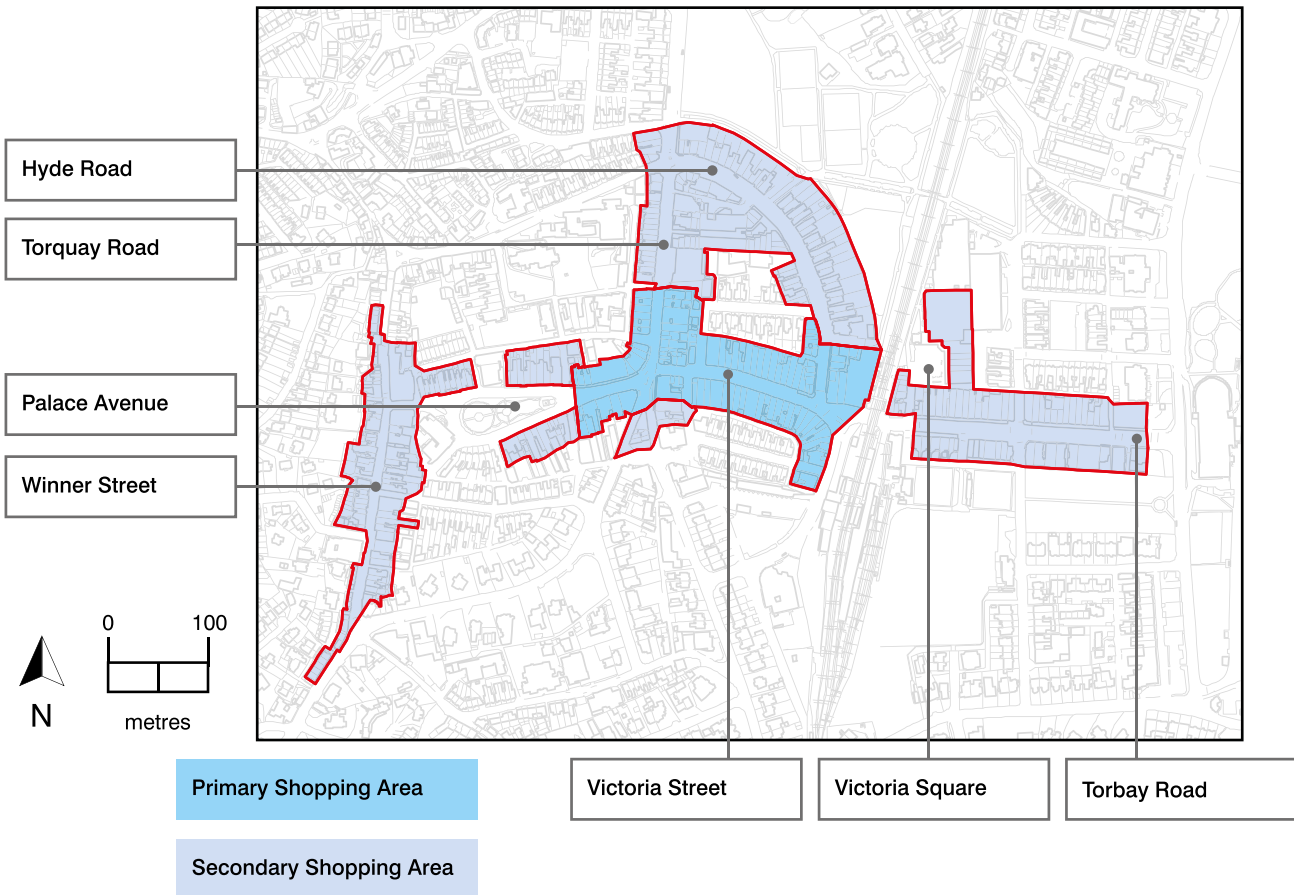 Hyde Road
Torquay Road
Palace Avenue
Winner Street
0 100
metres
N
Primary Shopping Area
Secondary Shopping Area
Victoria Street
Victoria Square
Torbay Road